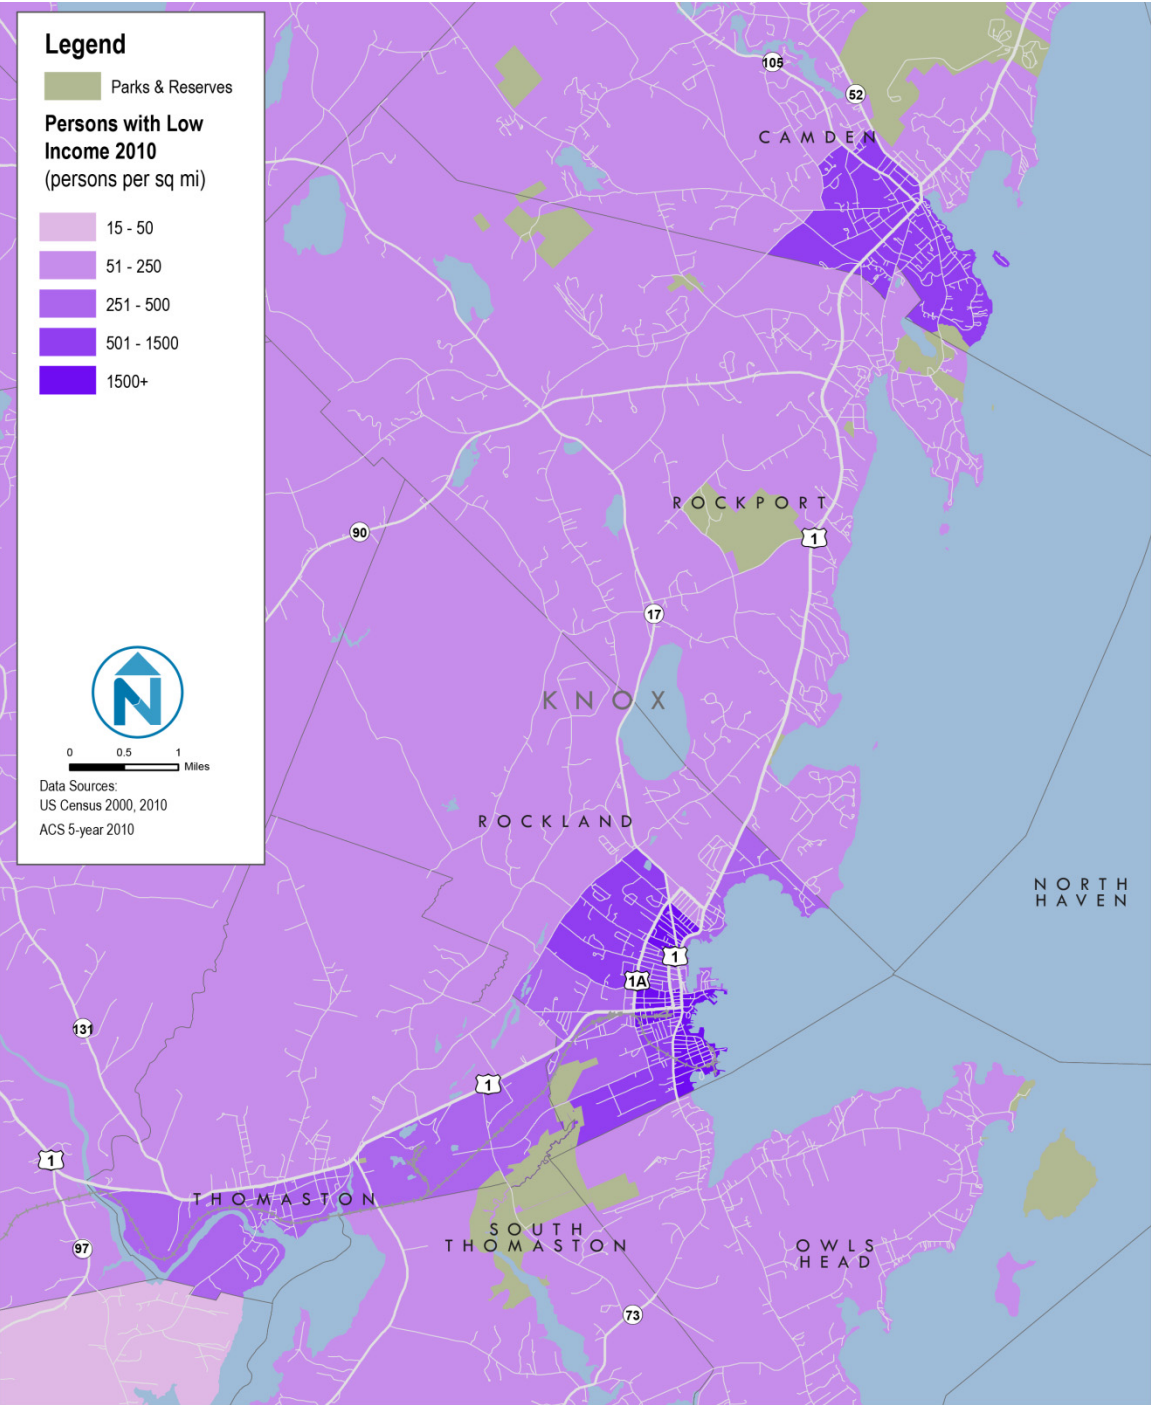 Legend
Parks & Reserves
Persons with Low
Income 2010
(persons per sq mi)
15 - 50
51 - 250
251 - 500
501 - 1500
1500+
N
0 0.5 1
Miles
Data Sources:
US Census 2000, 2010
ACS 5-year 2010
105
52
CAMDEN
ROCKPORT
1
90
17
KNOX
ROCKLAND
NORTH
HAVEN
1
1A
131
1
1
THOMASTON
97
SOUTH
THOMASTON
OWLS
HEAD
73